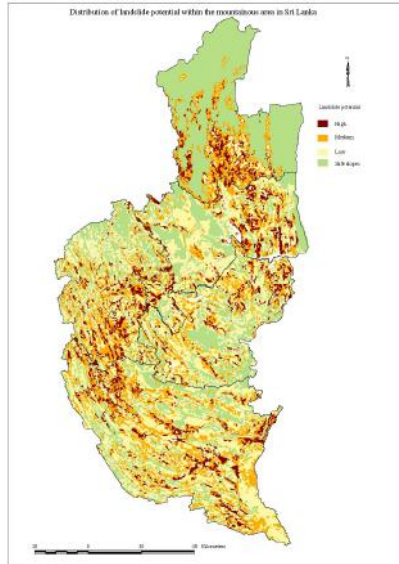 Distribution of landslide potential within the mountainous area in Sri Lanka
Landslide potential
High
Medium
Low
Safe slopes
Kilometers